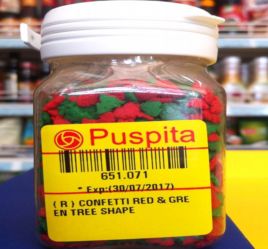 Puspita
651.071
* Exp:(30/07/2017)
( R ) CONFETTI RED & GRE
EN TREE SHAPE